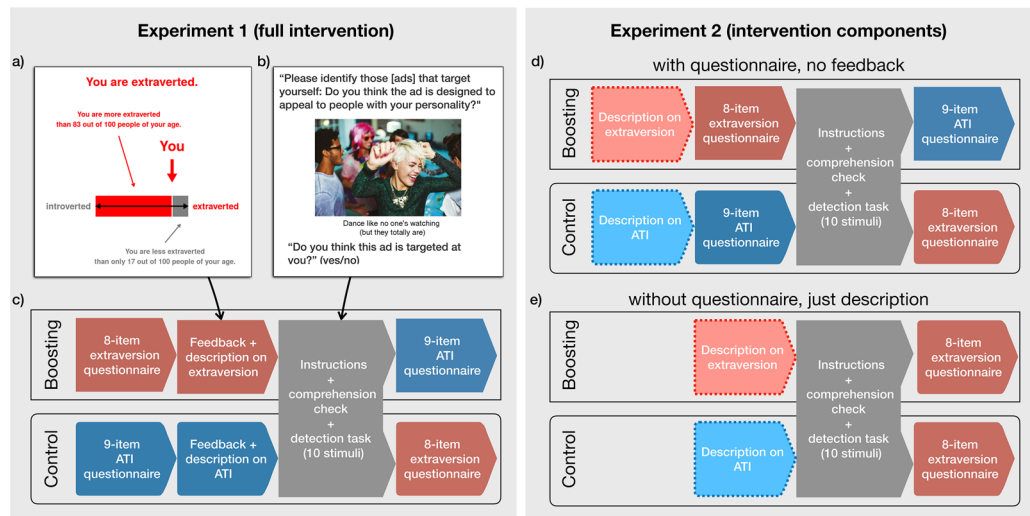 Experiment 1 (full intervention)
a)
You are extraverted.
You are more extraverted
than 83 out of 100 people of your age.
You
introverted
extraverted
You are less extraverted
than only 17 out of 100 people of your age.
b)
“Please identify those [ads] that target
yourself: Do you think the ad is designed to
appeal to people with your personality?"
Dance like no one's watching
(but they totally are)
“Do you think this ad is targeted at
you?” (yes/no)
c)
Boosting
8-item
extraversion
questionnaire
Feedback +
description on
extraversion
Instructions
+
comprehension
check
+
detection task
(10 stimuli)
9-item
ATI
questionnaire
Control
9-item
ATI
questionnaire
Feedback +
description on
ATI
8-item
extraversion
questionnaire
Experiment 2 (intervention components)
d)
with questionnaire, no feedback
Boosting
Description on
extraversion
8-item
extraversion
questionnaire
Instructions
+
comprehension
check
+
detection task
(10 stimuli)
9-item
ATI
questionnaire
Control
Description on
ATI
9-item
ATI
questionnaire
8-item
extraversion
questionnaire
e)
without questionnaire, just description
Boosting
Description on
extraversion
Instructions
+
comprehension
check
+
detection task
(10 stimuli)
8-item
extraversion
questionnaire
Control
Description on
ATI
8-item
extraversion
questionnaire